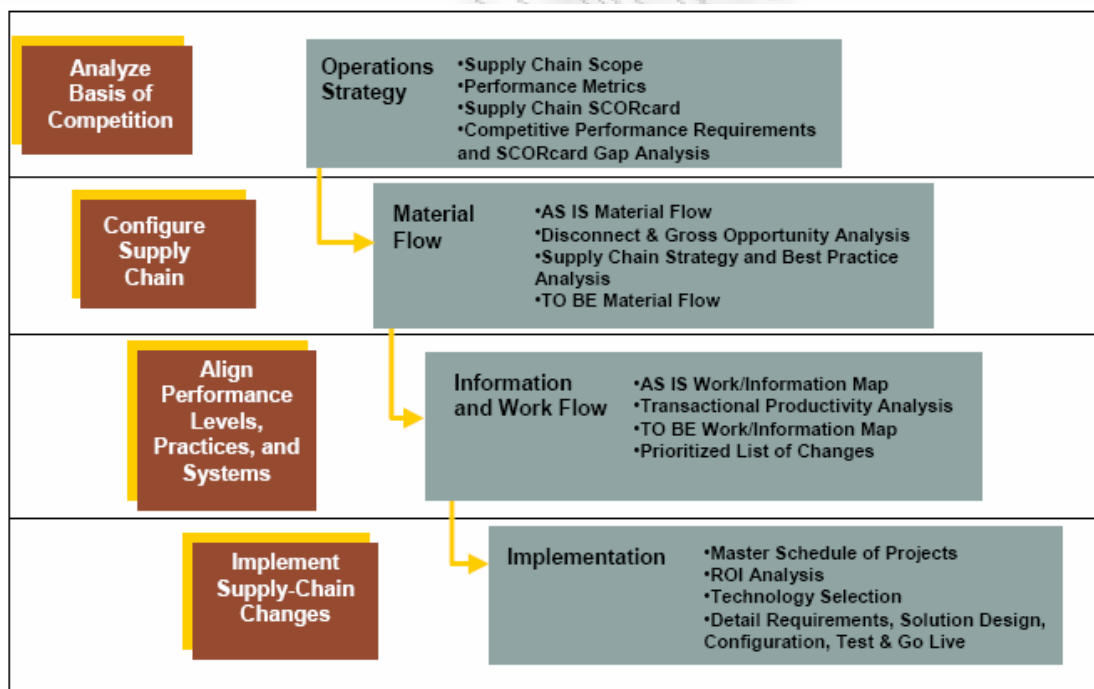 Analyze
Basis of
Competition
Operations
Strategy
•Supply Chain Scope
•Performance Metrics
•Supply Chain SCORcard
•Competitive Performance Requirements
and SCORcard Gap Analysis
Configure
Supply
Chain
Material
Flow
•AS IS Material Flow
•Disconnect & Gross Opportunity Analysis
•Supply Chain Strategy and Best Practice
Analysis
•TO BE Material Flow
Align
Performance
Levels,
Practices, and
Systems
Information
and Work Flow
•AS IS Work/Information Map
•Transactional Productivity Analysis
•TO BE Work/Information Map
•Prioritized List of Changes
Implement
Supply-Chain
Changes
Implementation
•Master Schedule of Projects
•ROI Analysis
•Technology Selection
•Detail Requirements, Solution Design,
Configuration, Test & Go Live